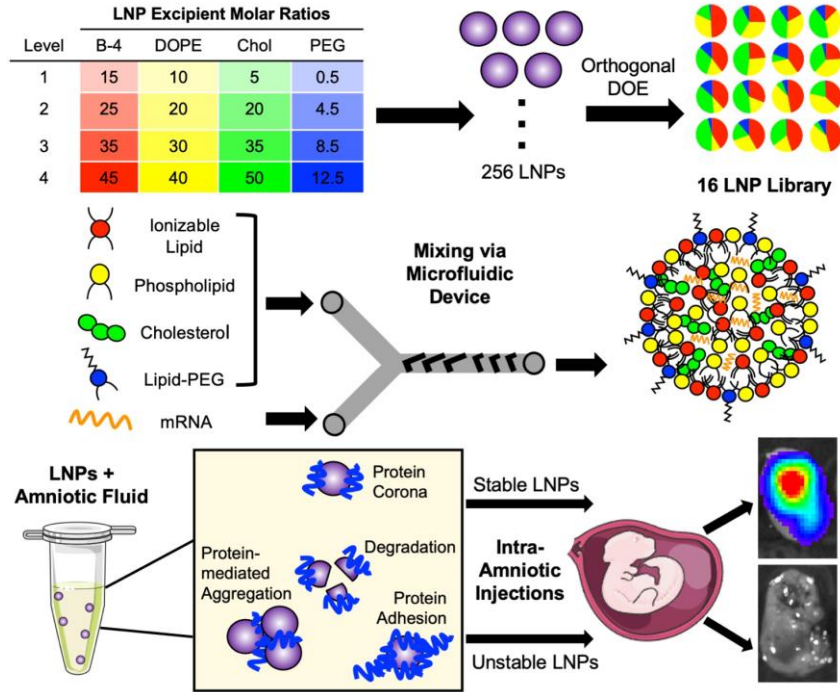 LNP Excipient Molar Ratios
Level B-4 DOPE Chol PEG
1 15 10 5 0.5
2 25 20 20 4.5
3 35 30 35 8.5
4 45 40 50 12.5
256 LNPs
Orthogonal
DOE
16 LNP Library
Ionizable
Lipid
Phospholipid
Cholesterol
Lipid-PEG
mRNA
Mixing via
Microfluidic
Device
LNPs +
Amniotic Fluid
Protein
Corona
Degradation
Protein-
mediated
Aggregation
Protein
Adhesion
Stable LNPs
Intra-
Amniotic
Injections
Unstable LNPs